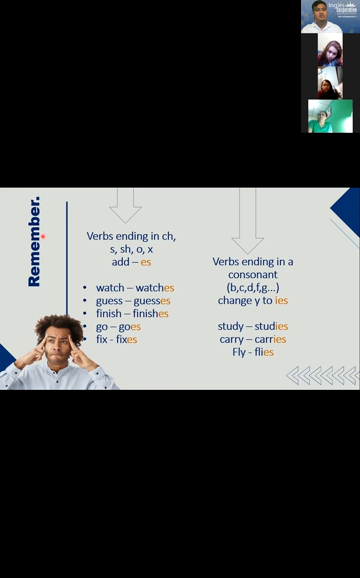 Remember.
Verbs ending in ch,
s, sh, o, x
add – es
• watch – watches
• guess – guesses
• finish – finishes
• go – goes
• fix - fixes
Verbs ending in a
consonant
(b,c,d,f,g...)
change y to ies
study – studies
carry – carries
Fly - flies